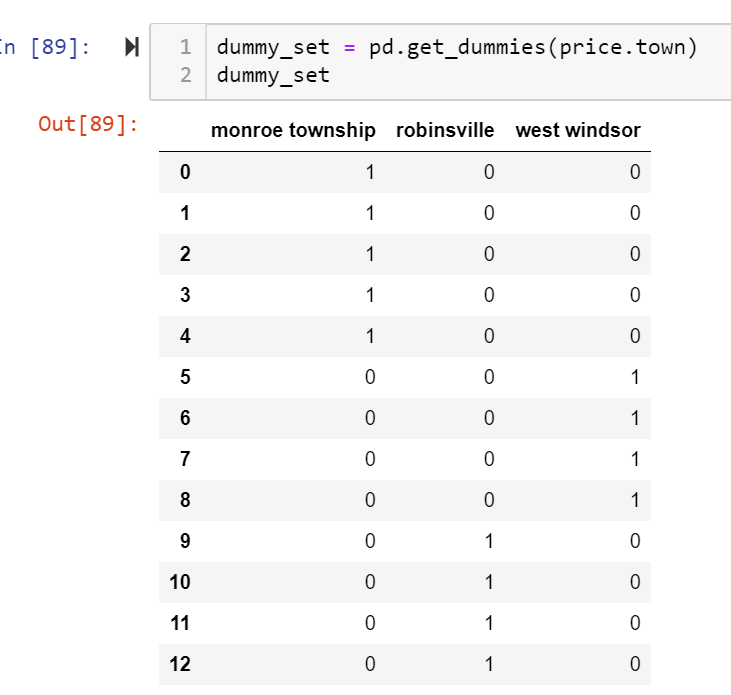 In [89]: 1 dummy_set = pd.get_dummies(price.town)
2 dummy_set
Out[89]:
monroe township robinsville west windsor
0 1 0 0
1 1 0 0
2 1 0 0
3 1 0 0
4 1 0 0
5 0 0 1
6 0 0 1
7 0 0 1
8 0 0 1
9 0 1 0
10 0 1 0
11 0 1 0
12 0 1 0